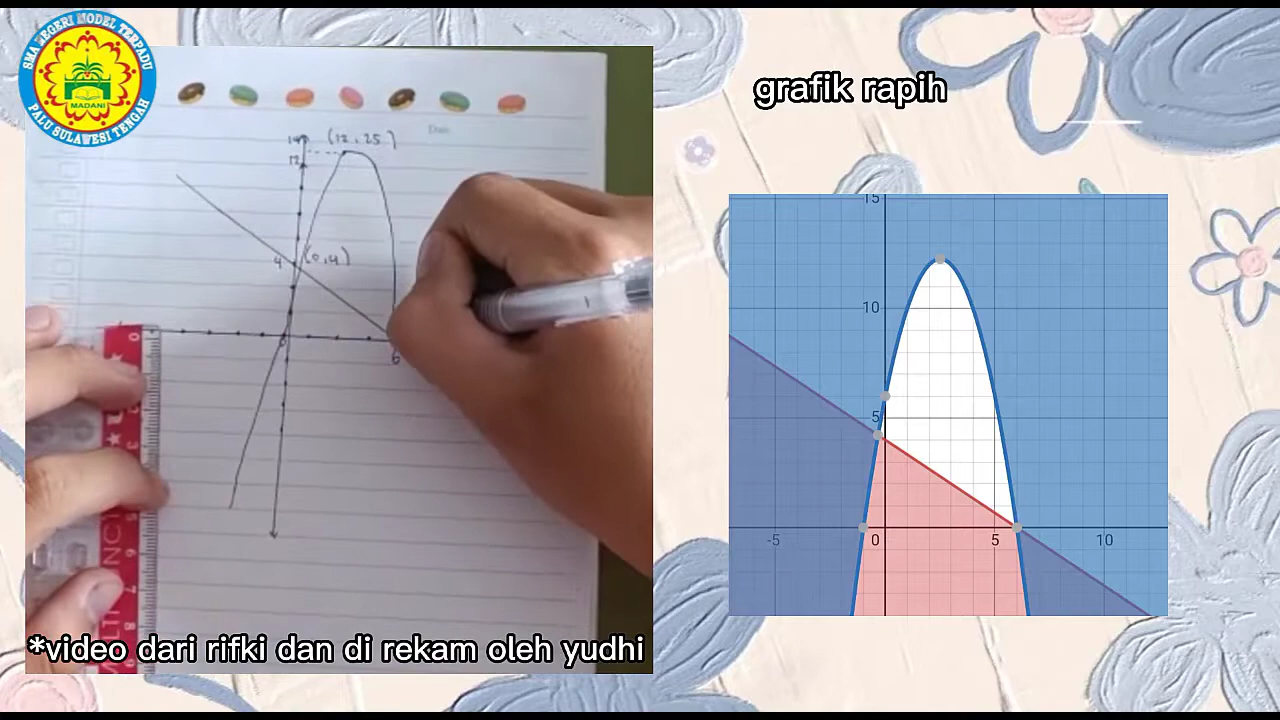 SMA NEGERI MODEL TERPADU
MADANI
PALU SULAWESI TENGAH
grafik rapih
14
(12,25)
12
4
(0,4)
0
6
15
10
5
-5
0
5
10
*video dari rifki dan di rekam oleh yudhi